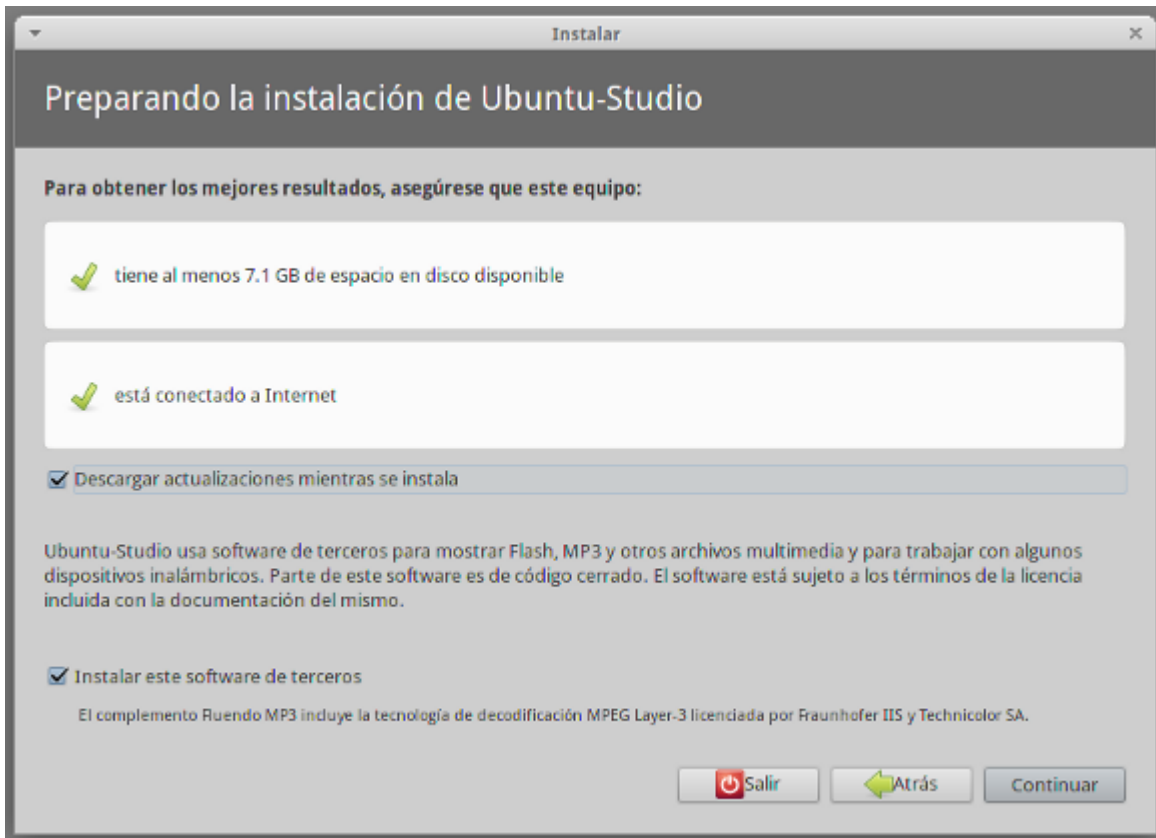 Instalar
Preparando la instalación de Ubuntu-Studio
Para obtener los mejores resultados, asegúrese que este equipo:
tiene al menos 7.1 GB de espacio en disco disponible
está conectado a Internet
Descargar actualizaciones mientras se instala
Ubuntu-Studio usa software de terceros para mostrar Flash, MP3 y otros archivos multimedia y para trabajar con algunos
dispositivos inalámbricos. Parte de este software es de código cerrado. El software está sujeto a los términos de la licencia
incluida con la documentación del mismo.
Instalar este software de terceros
El complemento Fluendo MP3 incluye la tecnología de decodificación MPEG Layer-3 licenciada por Fraunhofer IIS y Technicolor SA.
Salir
Atrás
Continuar